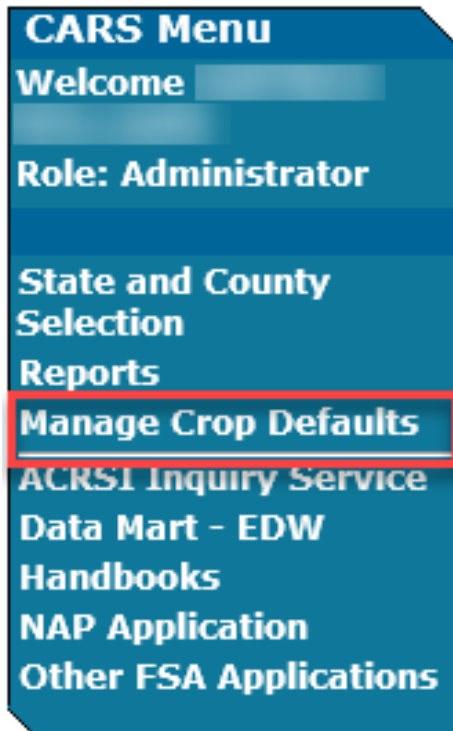 CARS Menu
Welcome
Role: Administrator
State and County
Selection
Reports
Manage Crop Defaults
ACRSI Inquiry Service
Data Mart - EDW
Handbooks
NAP Application
Other FSA Applications